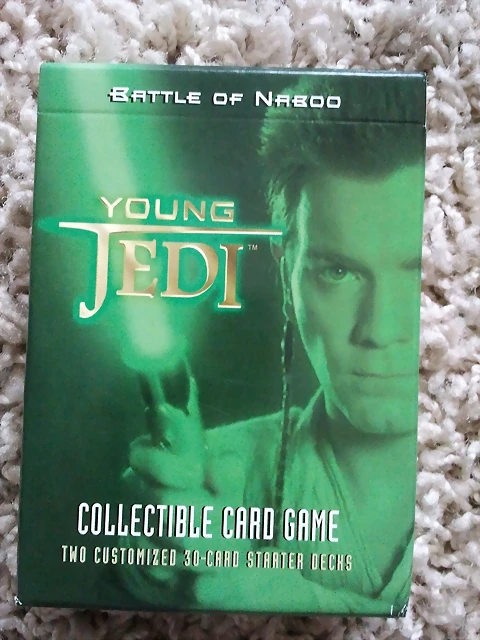 BATTLE OF NABOO
YOUNG
JEDI™
COLLECTIBLE CARD GAME
TWO CUSTOMIZED 30-CARD STARTER DECKS